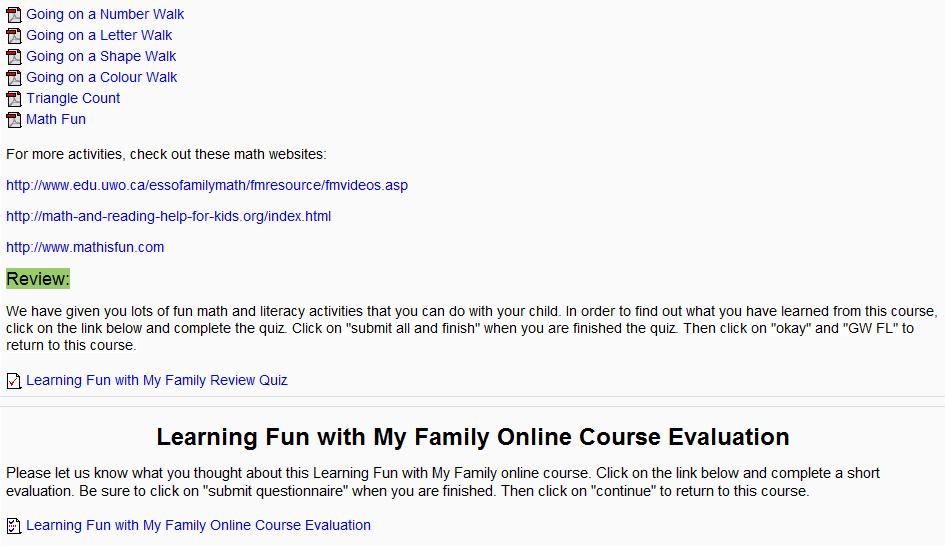 Going on a Number Walk
Going on a Letter Walk
Going on a Shape Walk
Going on a Colour Walk
Triangle Count
Math Fun
For more activities, check out these math websites:
http://www.edu.uwo.ca/essofamilymath/fmresource/fmvideos.asp
http://math-and-reading-help-for-kids.org/index.html
http://www.mathisfun.com
Review:
We have given you lots of fun math and literacy activities that you can do with your child. In order to find out what you have learned from this course,
click on the link below and complete the quiz. Click on "submit all and finish" when you are finished the quiz. Then click on "okay" and "GW FL" to
return to this course.
Learning Fun with My Family Review Quiz
Learning Fun with My Family Online Course Evaluation
Please let us know what you thought about this Learning Fun with My Family online course. Click on the link below and complete a short
evaluation. Be sure to click on "submit questionnaire" when you are finished. Then click on "continue" to return to this course.
Learning Fun with My Family Online Course Evaluation